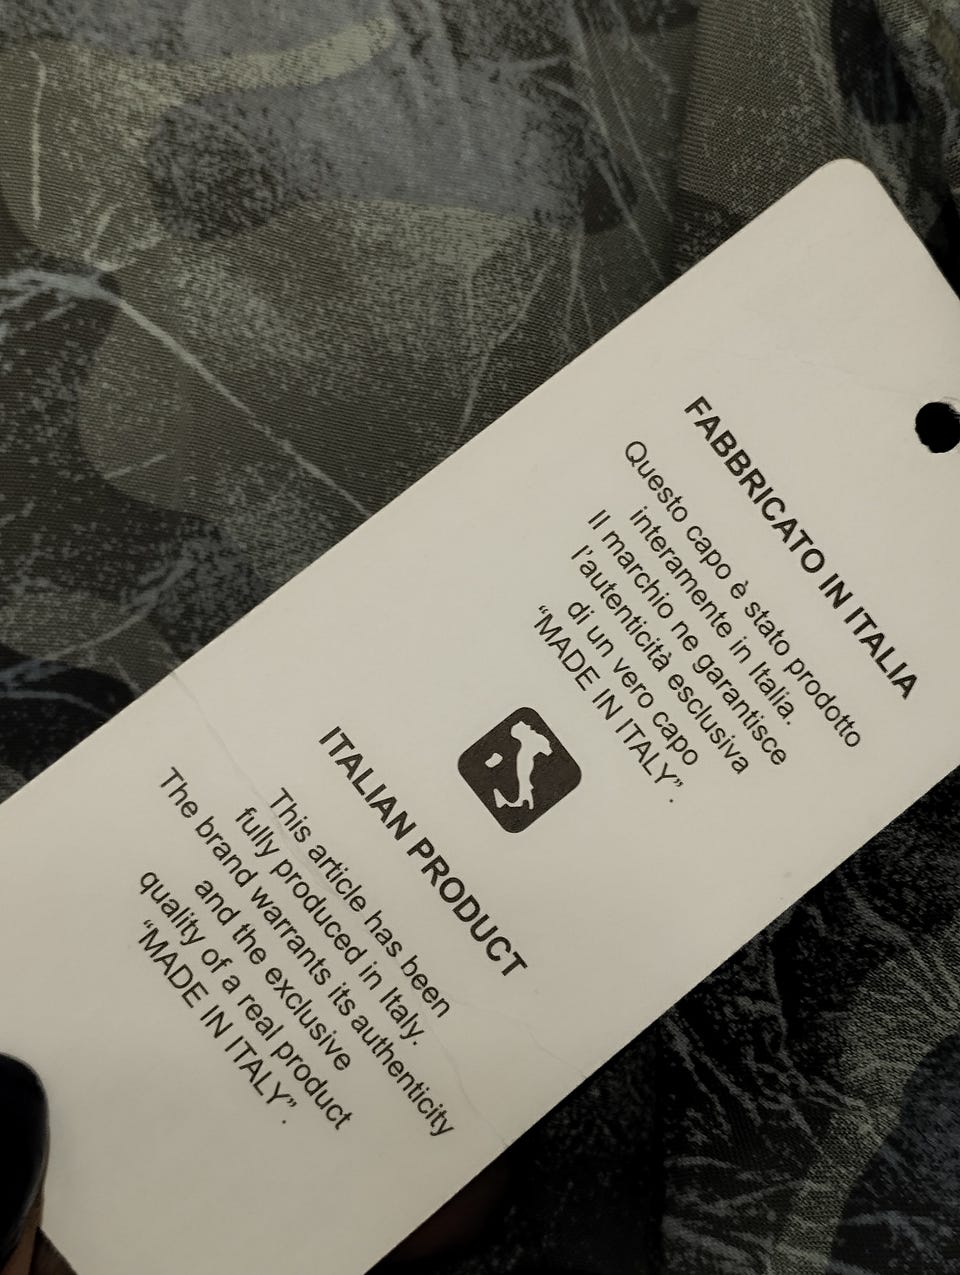 FABBRICATO IN ITALIA
Questo capo è stato prodotto
interamente in Italia.
Il marchio ne garantisce
l'autenticità esclusiva
di un vero capo
“MADE IN ITALY”.
ITALIAN PRODUCT
This article has been
fully produced in Italy.
The brand warrants its authenticity
and the exclusive
quality of a real product
“MADE IN ITALY”.